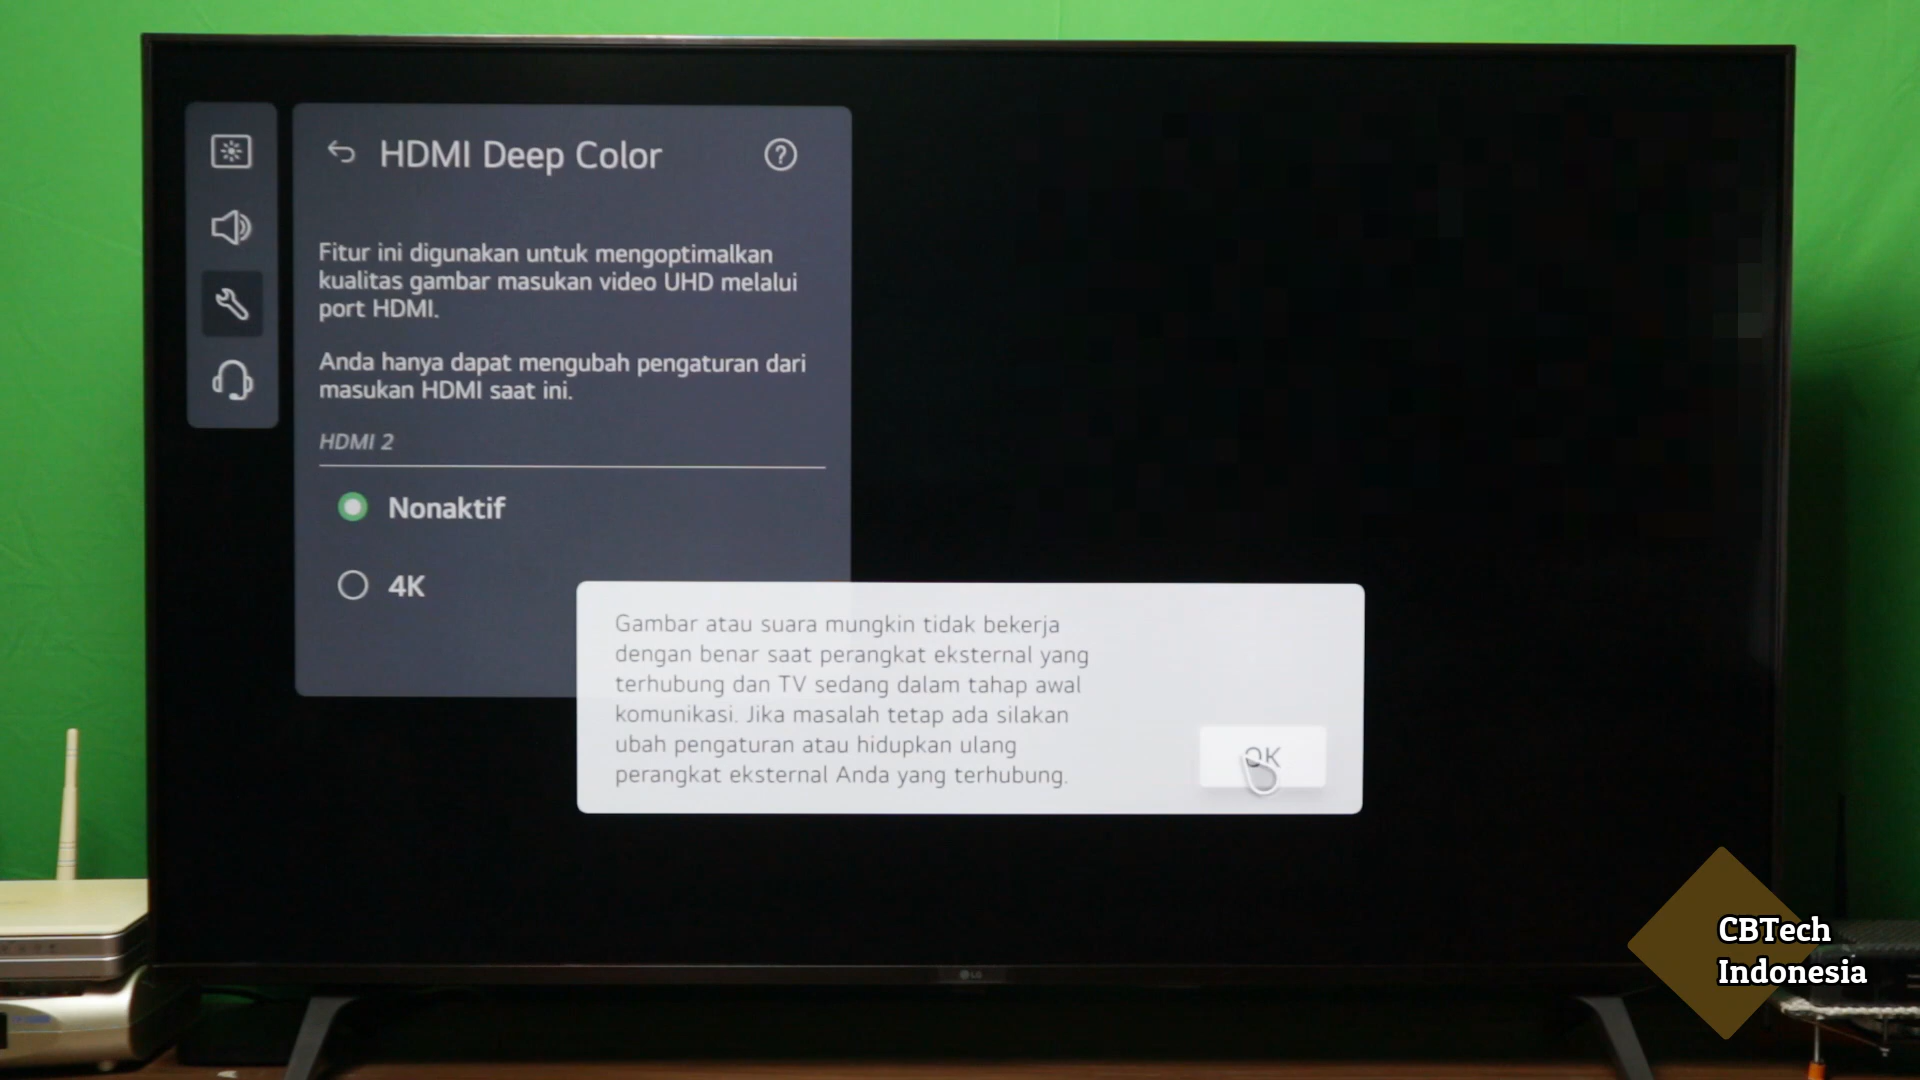 HDMI Deep Color
?
Fitur ini digunakan untuk mengoptimalkan
kualitas gambar masukan video UHD melalui
port HDMI.
Anda hanya dapat mengubah pengaturan dari
masukan HDMI saat ini.
HDMI 2
Nonaktif
4K
Gambar atau suara mungkin tidak bekerja
dengan benar saat perangkat eksternal yang
terhubung dan TV sedang dalam tahap awal
komunikasi. Jika masalah tetap ada silakan
ubah pengaturan atau hidupkan ulang
perangkat eksternal Anda yang terhubung.
OK
LG
CBTech
Indonesia